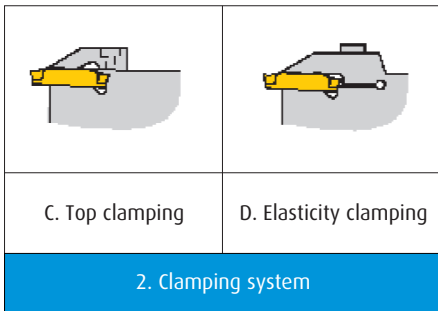 C. Top clamping
D. Elasticity clamping
2. Clamping system